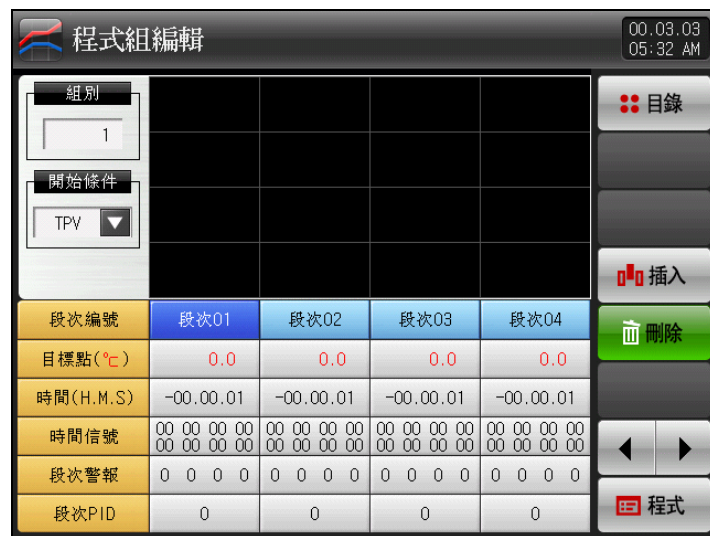 程式組編輯
00.03.03
05:32 AM
組別
1
開始條件
TPV
目錄
插入
刪除
程式
段次編號 段次01 段次02 段次03 段次04
目標點(℃) 0.0 0.0 0.0 0.0
時間(H.M.S) -00.00.01 -00.00.01 -00.00.01 -00.00.01
時間信號 00 00 00 00 00 00 00 00 00 00 00 00 00 00 00 00
00 00 00 00 00 00 00 00 00 00 00 00 00 00 00 00
段次警報 0 0 0 0 0 0 0 0 0 0 0 0 0 0 0 0
段次PID 0 0 0 0